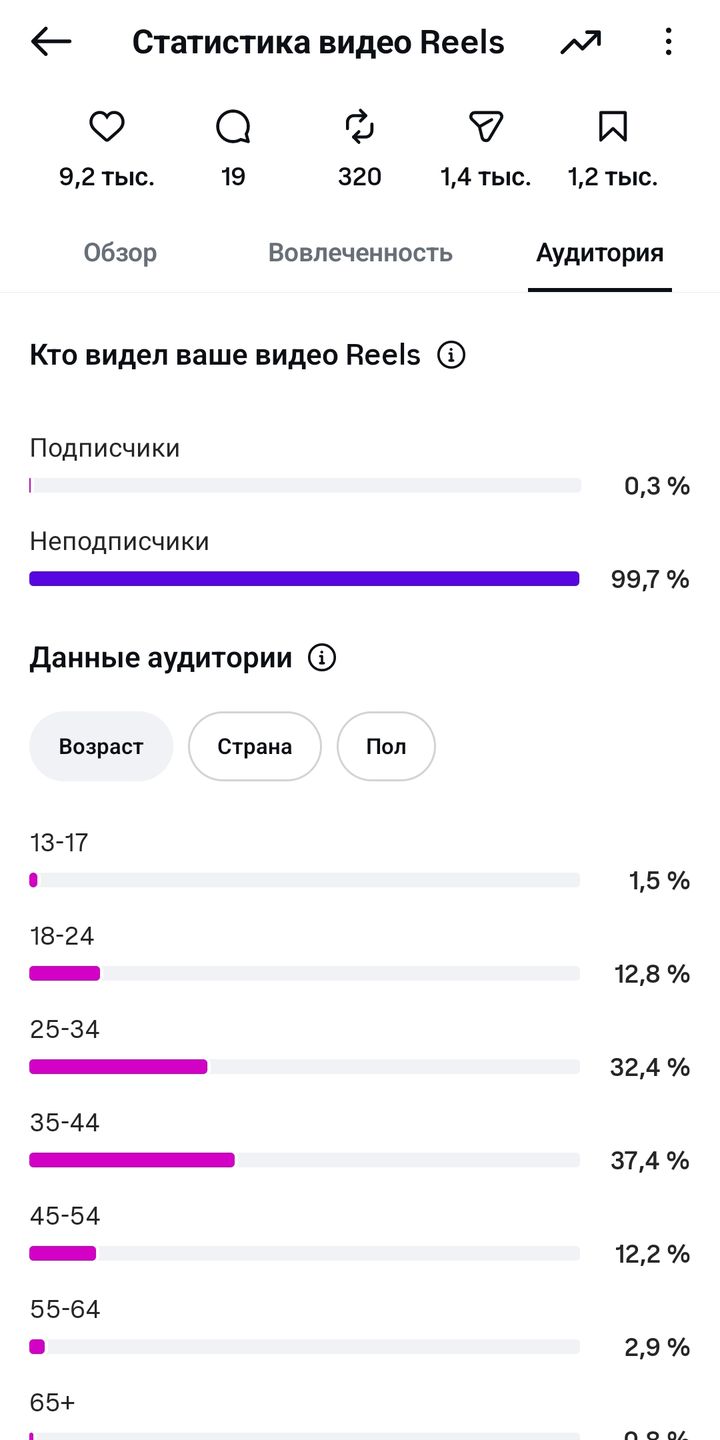 Статистика видео Reels
9,2 тыс. 19 320 1,4 тыс. 1,2 тыс.
Обзор Вовлеченность Аудитория
Кто видел ваше видео Reels
Подписчики
0,3 %
Неподписчики
99,7 %
Данные аудитории
Возраст Страна Пол
13-17
1,5 %
18-24
12,8 %
25-34
32,4 %
35-44
37,4 %
45-54
12,2 %
55-64
2,9 %
65+